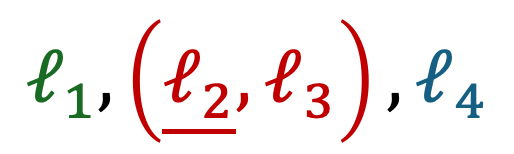 ℓ₁, (ℓ₂, ℓ₃), ℓ₄